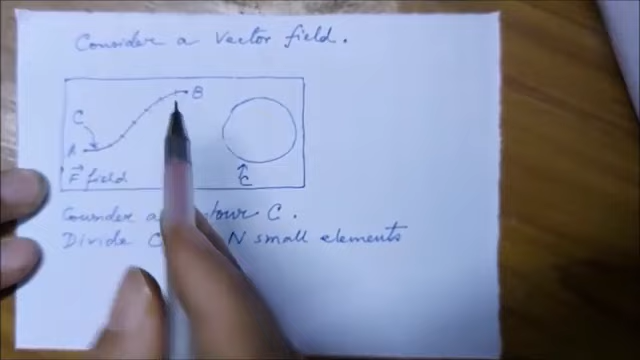 Consider a vector field.
B
C
A
F⃗ field
C
Consider a C.
Divide C N small elements